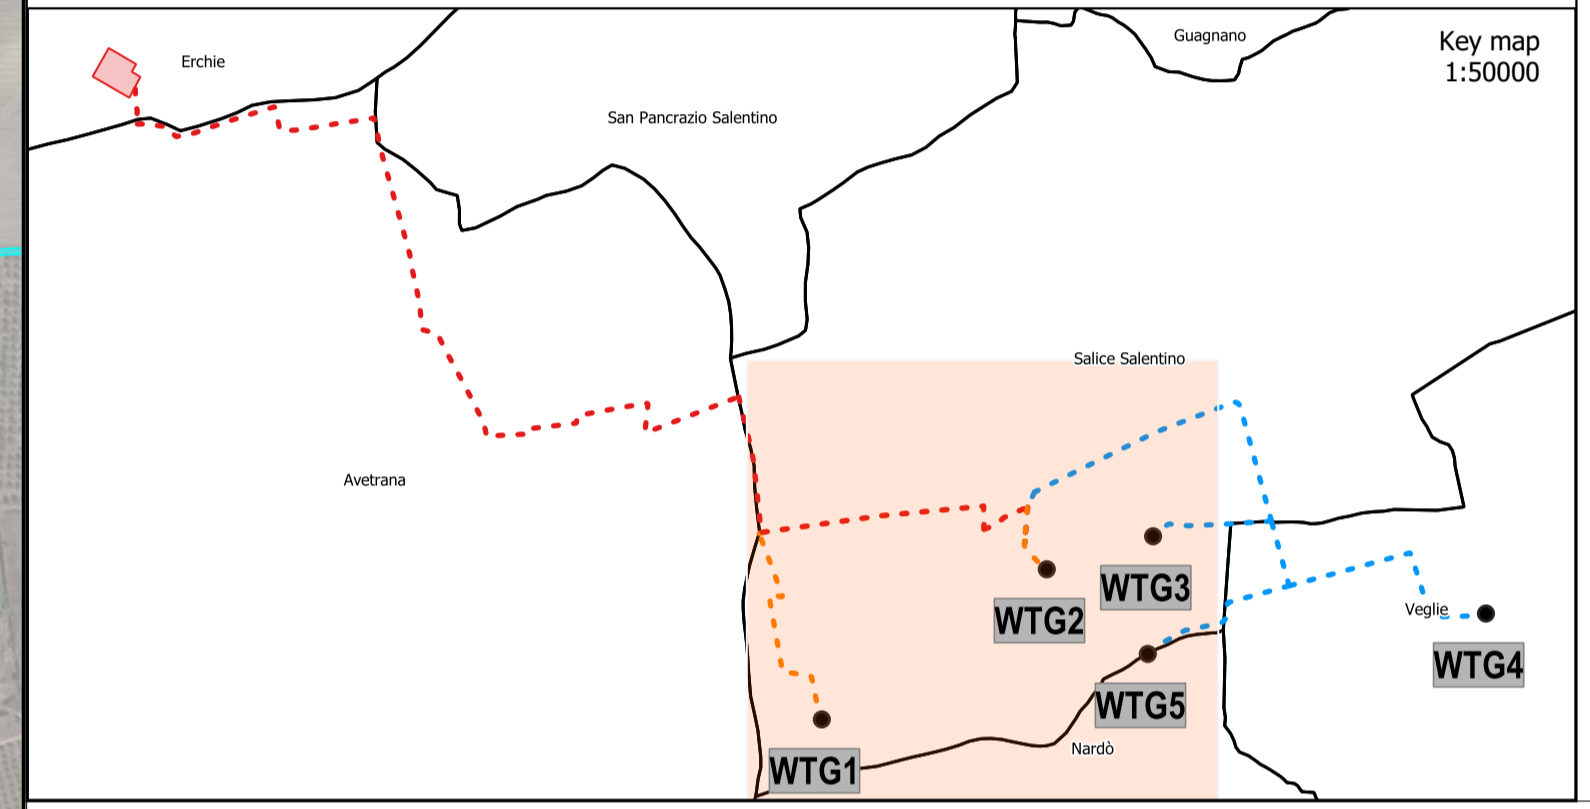 Guagnano
Key map
1:50000
Erchie
San Pancrazio Salentino
Salice Salentino
Avetrana
WTG3
WTG2
Veglie
WTG4
WTG5
Nardò
WTG1